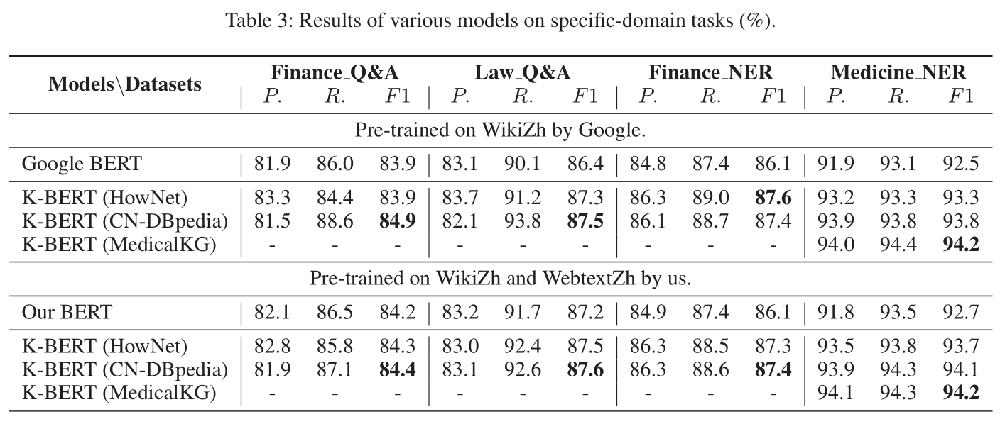 Table 3: Results of various models on specific-domain tasks (%).
Models\Datasets Finance_Q&A Law_Q&A Finance_NER Medicine_NER
P. R. F1 P. R. F1 P. R. F1 P. R. F1
Pre-trained on WikiZh by Google.
Google BERT 81.9 86.0 83.9 83.1 90.1 86.4 84.8 87.4 86.1 91.9 93.1 92.5
K-BERT (HowNet) 83.3 84.4 83.9 83.7 91.2 87.3 86.3 89.0 87.6 93.2 93.3 93.3
K-BERT (CN-DBpedia) 81.5 88.6 84.9 82.1 93.8 87.5 86.1 88.7 87.4 93.9 93.8 93.8
K-BERT (MedicalKG) - - - - - - - - - 94.0 94.4 94.2
Pre-trained on WikiZh and WebtextZh by us.
Our BERT 82.1 86.5 84.2 83.2 91.7 87.2 84.9 87.4 86.1 91.8 93.5 92.7
K-BERT (HowNet) 82.8 85.8 84.3 83.0 92.4 87.5 86.3 88.5 87.3 93.5 93.8 93.7
K-BERT (CN-DBpedia) 81.9 87.1 84.4 83.1 92.6 87.6 86.3 88.6 87.4 93.9 94.3 94.1
K-BERT (MedicalKG) - - - - - - - - - 94.1 94.3 94.2